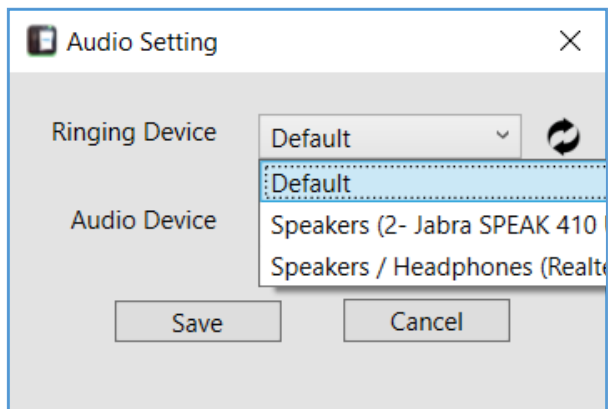 Audio Setting
Ringing Device
Default
Default
Audio Device
Speakers (2- Jabra SPEAK 410
Speakers / Headphones (Realte
Save
Cancel